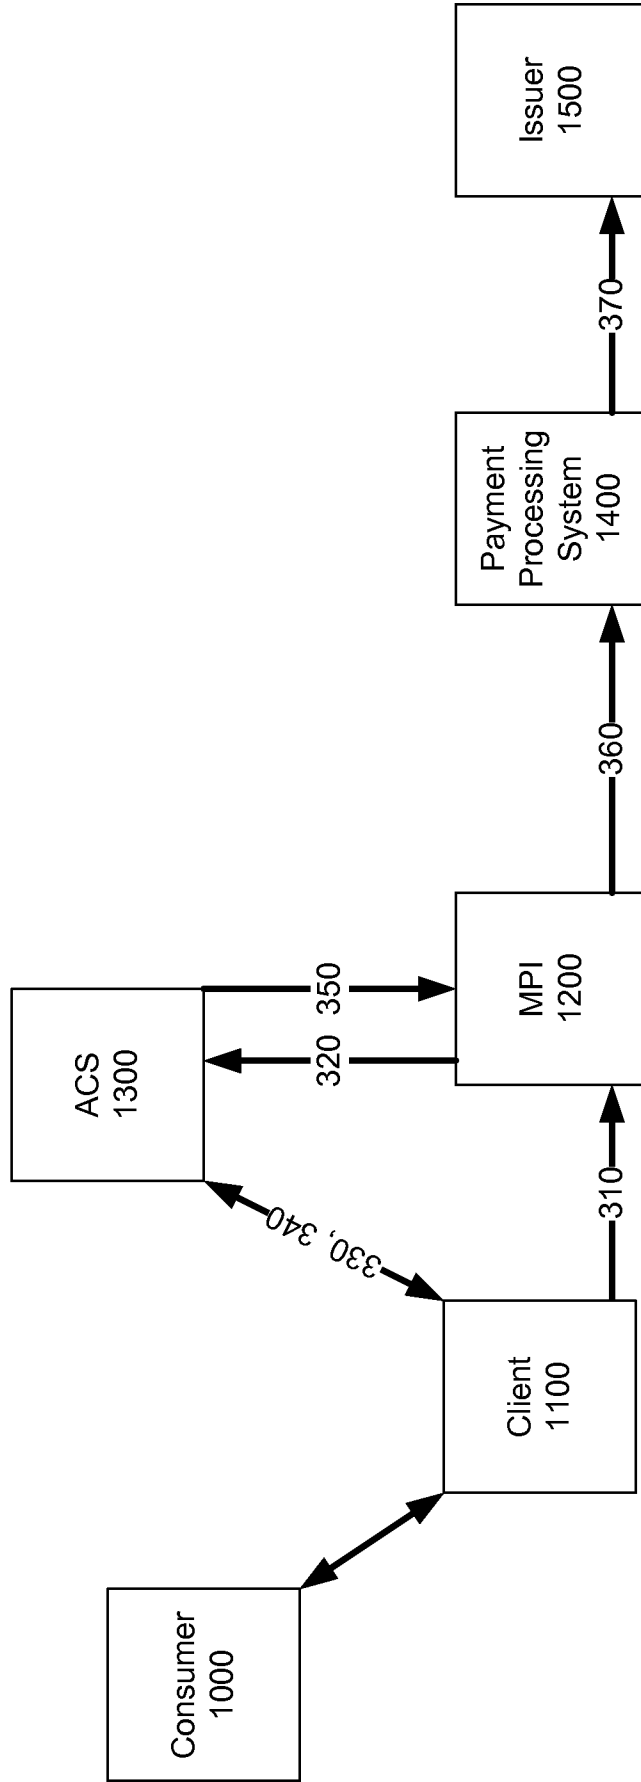 Consumer
1000
Client
1100
ACS
1300
MPI
1200
Payment
Processing
System
1400
Issuer
1500
310
320
330, 340
350
360
370